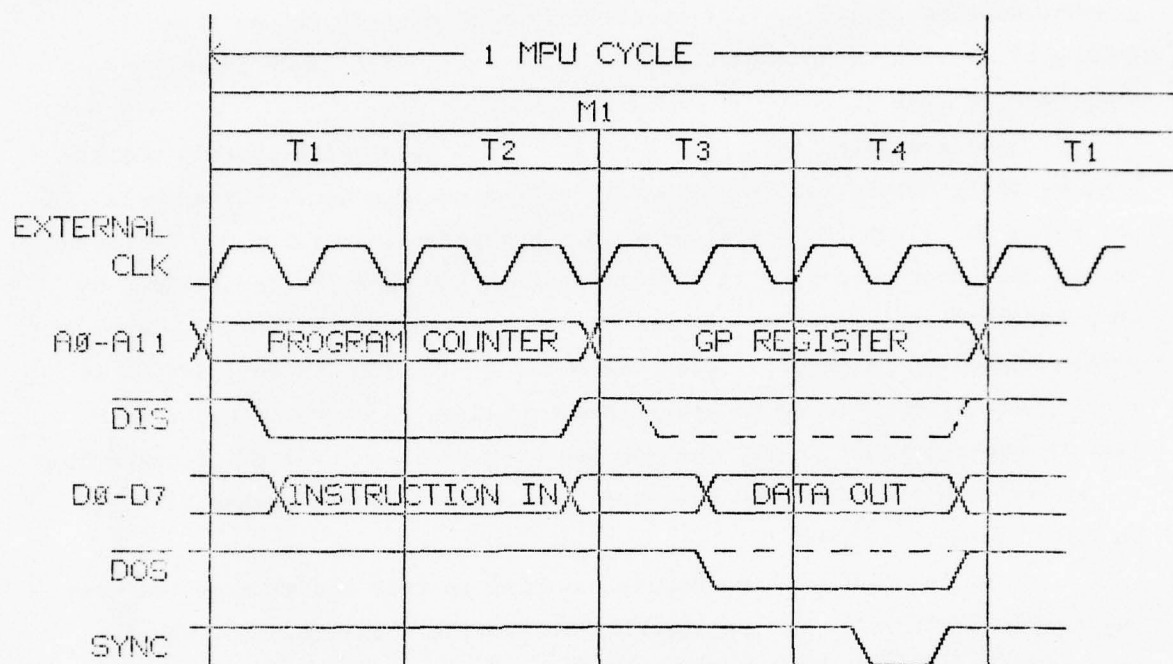 1 MPU CYCLE
M1
T1 T2 T3 T4 T1
EXTERNAL
CLK
A0-A11 PROGRAM COUNTER GP REGISTER
DIS
D0-D7 INSTRUCTION IN DATA OUT
DOS
SYNC